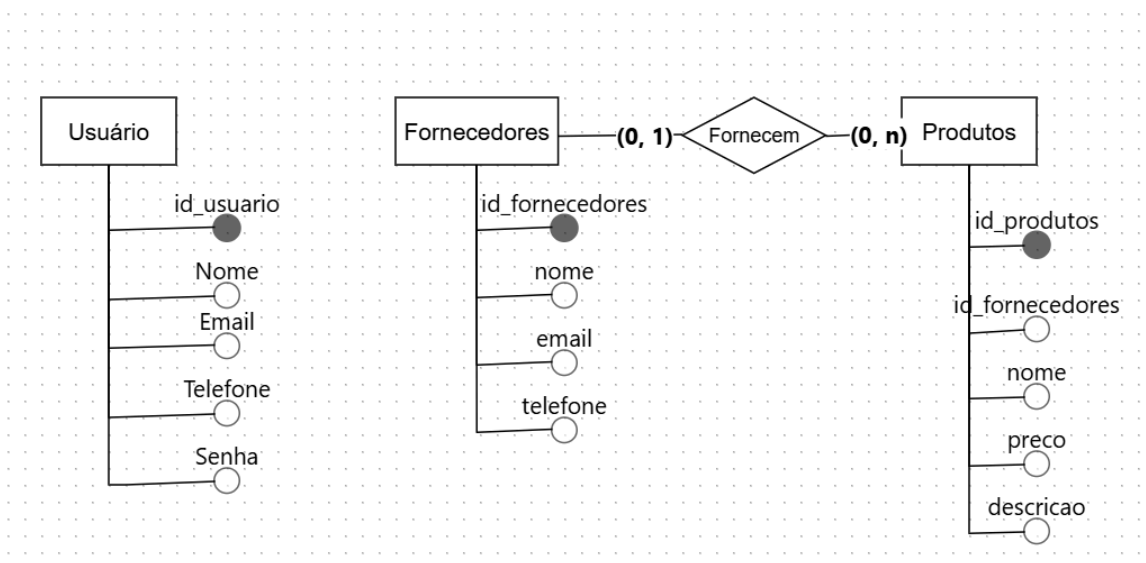 Usuário
id_usuario
Nome
Email
Telefone
Senha
Fornecedores
id_fornecedores
nome
email
telefone
(0, 1)
Fornecem
(0, n)
Produtos
id_produtos
id_fornecedores
nome
preco
descricao